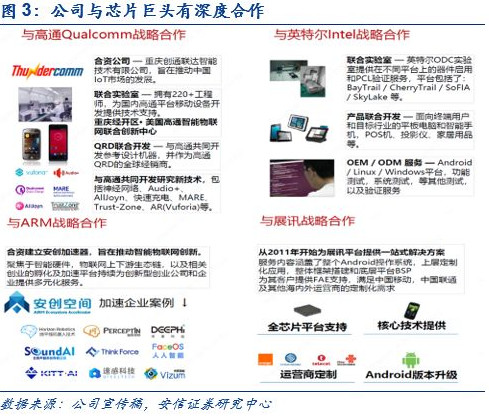 图 3：公司与芯片巨头有深度合作
与高通Qualcomm战略合作
Thundercomm
合资公司 — 重庆创通联达智能
技术有限公司，旨在推动中国
IoT市场的发展。
联合实验室 — 拥有220+工程
师，为国内高通平台移动设备开
发提供技术支持。
重庆经开区· 美国高通智能物联
网联合创新中心
QRD联合开发 — 与高通共同开
发参考设计机器，并作为高通
QRD的全球经销商。
与高通共同开发研究新技术，包
括神经网络、Audio+、
AllJoyn、快速充电、MARE、
Trust-Zone、AR(Vuforia)等。
vuforia
Audio+
MARE
AllJoyn
TrustZone
与英特尔Intel战略合作
联合实验室 — 英特尔ODC实验
室提供在不同平台上的器件启用
和PCL验证服务，平台包括了：
BayTrail / CherryTrail / SoFIA
/ SkyLake 等。
产品联合开发 — 面向终端用户
和目标行业的平板电脑和智能手
机、POS机、投影仪、家居用品
等。
OEM / ODM 服务 — Android
/ Linux / Windows平台，功能
测试，系统测试，等其他测试，
以及验证服务
与ARM战略合作
合资建立安创加速器，旨在推动智能物联网创新。
聚焦于智能硬件，物联网上下游生态链，以及相关
创业的孵化及加速平台持续为创新型创业公司和企
业提供多元化服务。
安创空间 加速企业案例 ↓
ARM Ecosystem Accelerator
Horizon Robotics
PERCEPTIN
DEEPHi
SoundAI
Think Force
FaceOS
人人智能
KITT·AI
速感科技
Vizum
与展讯战略合作
从2011年开始为展讯平台提供一站式解决方案
服务内容涵盖了整个Android操作系统，上层定制
化应用，整体框架搭建和底层平台BSP
为其客户提供FAE支持，满足中国移动，中国联通
及其他海内外运营商的定制化需求
全芯片平台支持
核心技术提供
运营商定制
Android版本升级
数据来源：公司宣传稿，安信证券研究中心